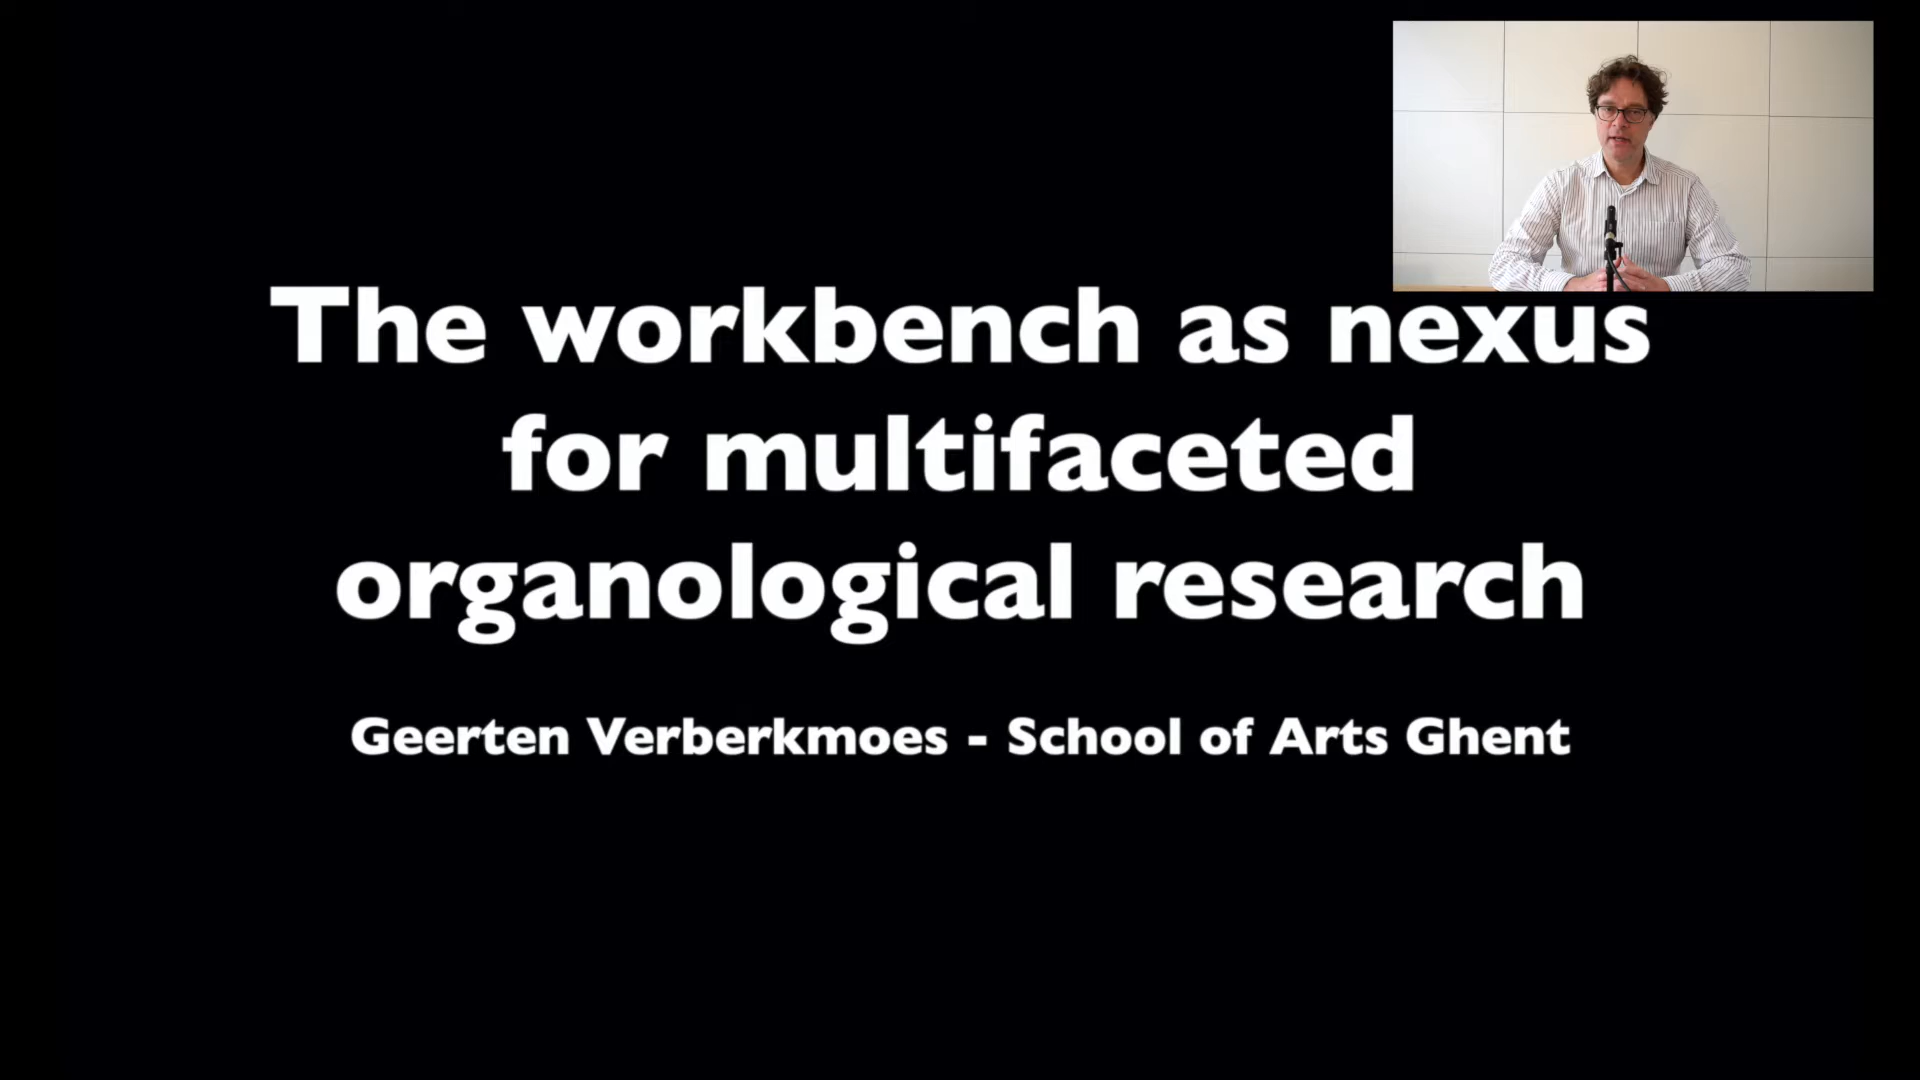 The workbench as nexus
for multifaceted
organological research
Geerten Verberkmoes - School of Arts Ghent